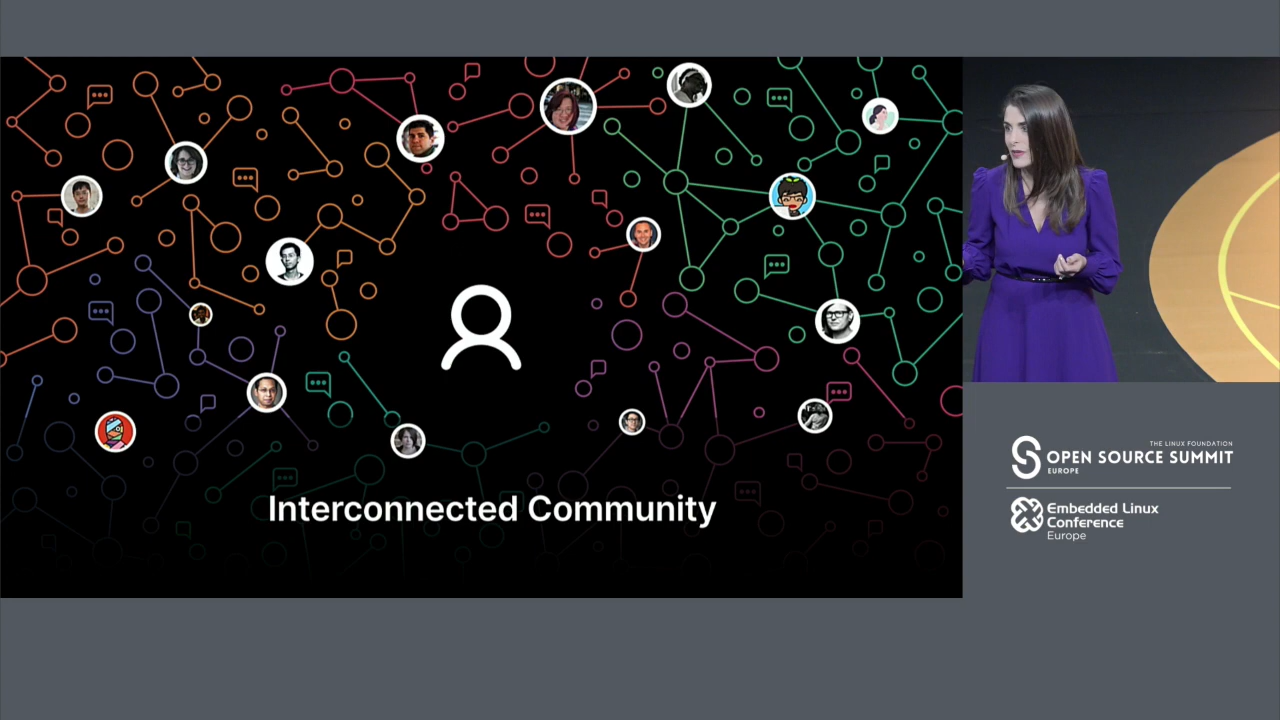 Interconnected Community
THE LINUX FOUNDATION
OPEN SOURCE SUMMIT
EUROPE
Embedded Linux
Conference
Europe